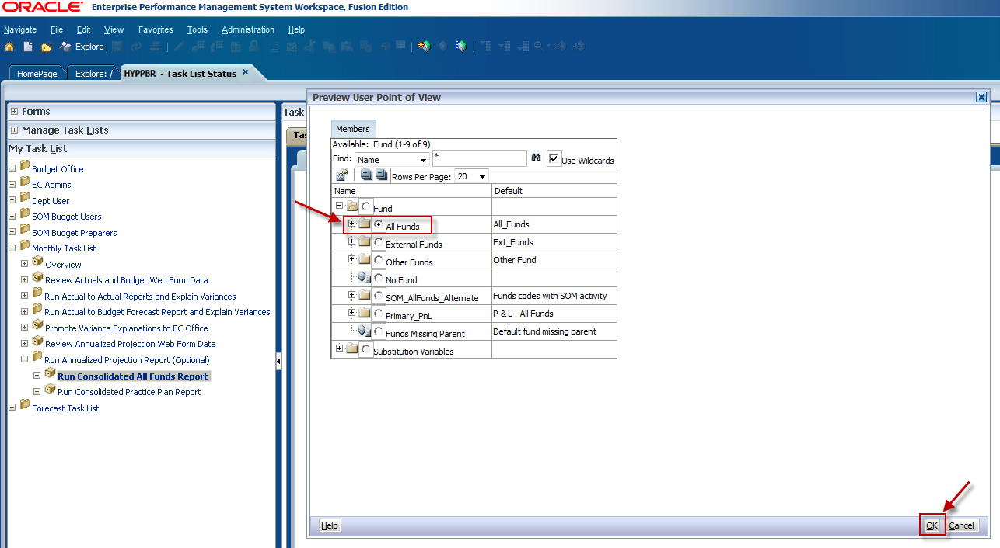 ORACLE® Enterprise Performance Management System Workspace, Fusion Edition
Navigate File Edit View Favorites Tools Administration Help
Explore
HomePage Explore: / HYPPBR - Task List Status
Forms
Manage Task Lists
My Task List
Budget Office
EC Admins
Dept User
SOM Budget Users
SOM Budget Preparers
Monthly Task List
Overview
Review Actuals and Budget Web Form Data
Run Actual to Actual Reports and Explain Variances
Run Actual to Budget Forecast Report and Explain Variances
Promote Variance Explanations to EC Office
Review Annualized Projection Web Form Data
Run Annualized Projection Report (Optional)
Run Consolidated All Funds Report
Run Consolidated Practice Plan Report
Forecast Task List
Task
Tas
Preview User Point of View
Members
Available: Fund (1-9 of 9)
Find: Name * Use Wildcards
Rows Per Page: 20
Name Default
Fund
All Funds All_Funds
External Funds Ext_Funds
Other Funds Other Fund
No Fund
SOM_AllFunds_Alternate Funds codes with SOM activity
Primary_PnL P & L - All Funds
Funds Missing Parent Default fund missing parent
Substitution Variables
Help OK Cancel